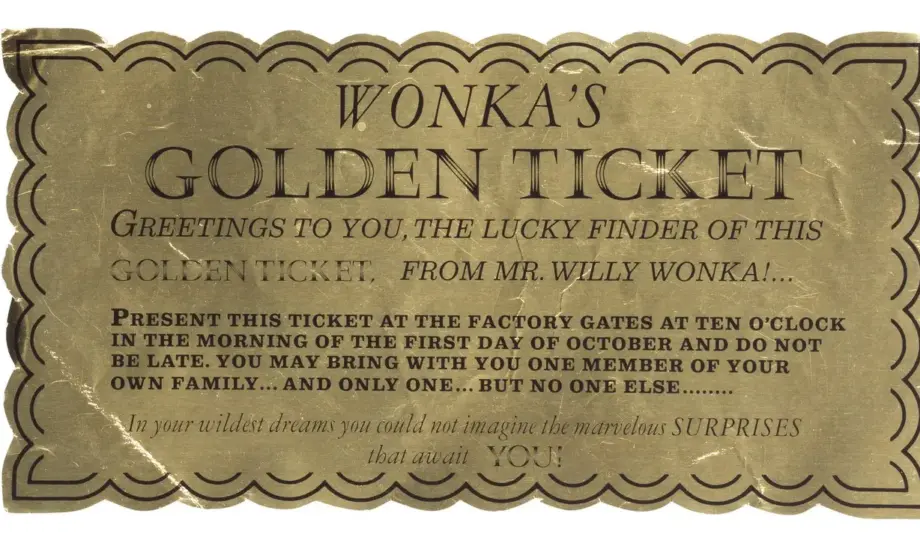 WONKA'S
GOLDEN TICKET
GREETINGS TO YOU, THE LUCKY FINDER OF THIS
GOLDEN TICKET, FROM MR. WILLY WONKA!...
PRESENT THIS TICKET AT THE FACTORY GATES AT TEN O'CLOCK
IN THE MORNING OF THE FIRST DAY OF OCTOBER AND DO NOT
BE LATE. YOU MAY BRING WITH YOU ONE MEMBER OF YOUR
OWN FAMILY... AND ONLY ONE... BUT NO ONE ELSE........
In your wildest dreams you could not imagine the marvelous SURPRISES
that await YOU!